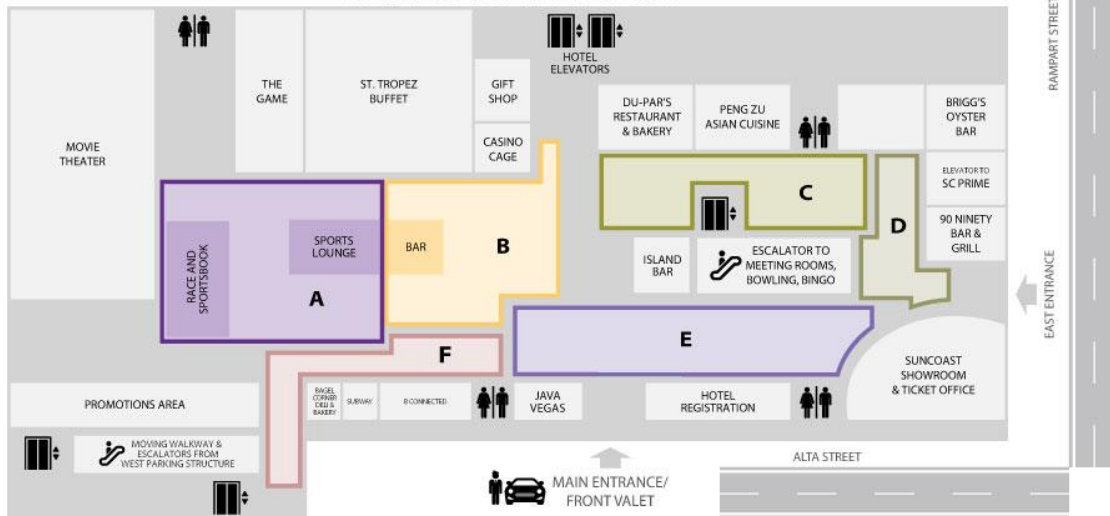 THE
GAME
ST. TROPEZ
BUFFET
GIFT
SHOP
CASINO
CAGE
HOTEL
ELEVATORS
MOVIE
THEATER
DU-PAR'S
RESTAURANT
& BAKERY
PENG ZU
ASIAN CUISINE
BRIGG'S
OYSTER
BAR
ELEVATOR TO
SC PRIME
90 NINETY
BAR &
GRILL
RAMPART STREET
RACE AND
SPORTSBOOK
SPORTS
LOUNGE
A
BAR
B
C
D
ISLAND
BAR
ESCALATOR TO
MEETING ROOMS,
BOWLING, BINGO
EAST ENTRANCE
E
F
SUNCOAST
SHOWROOM
& TICKET OFFICE
PROMOTIONS AREA
BAGEL
CORNER
DELI &
BAKERY
SUBWAY
B CONNECTED
JAVA
VEGAS
HOTEL
REGISTRATION
MOVING WALKWAY &
ESCALATORS FROM
WEST PARKING STRUCTURE
MAIN ENTRANCE/
FRONT VALET
ALTA STREET